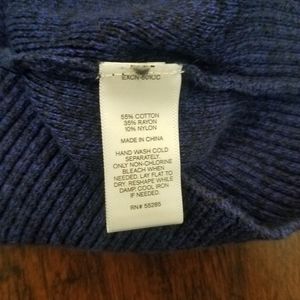 55% COTTON
35% RAYON
10% NYLON
MADE IN CHINA
HAND WASH COLD
SEPARATELY.
ONLY NON-CHLORINE
BLEACH WHEN
NEEDED. LAY FLAT TO
DRY. RESHAPE WHILE
DAMP. COOL IRON
IF NEEDED.
RN# 55285